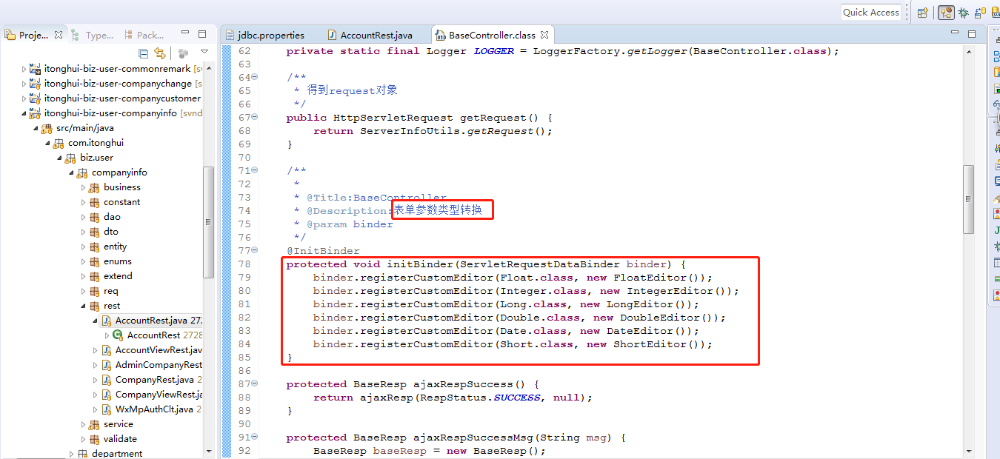 Quick Access
Proje...
Type...
Pack...
jdbc.properties
AccountRest.java
BaseController.class
itonghui-biz-user-commonremark [sv
itonghui-biz-user-companychange [s
itonghui-biz-user-companycustomer
itonghui-biz-user-companyinfo [svnd
src/main/java
com.itonghui
biz.user
companyinfo
business
constant
dao
dto
entity
enums
extend
req
rest
AccountRest.java 272
AccountRest 2728
AccountViewRest.jav
AdminCompanyRest
CompanyRest.java 2
CompanyViewRest.ja
WxMpAuthClt.java 2
service
validate
department
62 private static final Logger LOGGER = LoggerFactory.getLogger(BaseController.class);
63
64 /**
65 * 得到request对象
66 */
67 public HttpServletRequest getRequest() {
68 return ServerInfoUtils.getRequest();
69 }
70
71 /**
72 *
73 * @Title:BaseController
74 * @Description:表单参数类型转换
75 * @param binder
76 */
77 @InitBinder
78 protected void initBinder(ServletRequestDataBinder binder) {
79 binder.registerCustomEditor(Float.class, new FloatEditor());
80 binder.registerCustomEditor(Integer.class, new IntegerEditor());
81 binder.registerCustomEditor(Long.class, new LongEditor());
82 binder.registerCustomEditor(Double.class, new DoubleEditor());
83 binder.registerCustomEditor(Date.class, new DateEditor());
84 binder.registerCustomEditor(Short.class, new ShortEditor());
85 }
86
87 protected BaseResp ajaxRespSuccess() {
88 return ajaxResp(RespStatus.SUCCESS, null);
89 }
90
91 protected BaseResp ajaxRespSuccessMsg(String msg) {
92 BaseResp baseResp = new BaseResp();